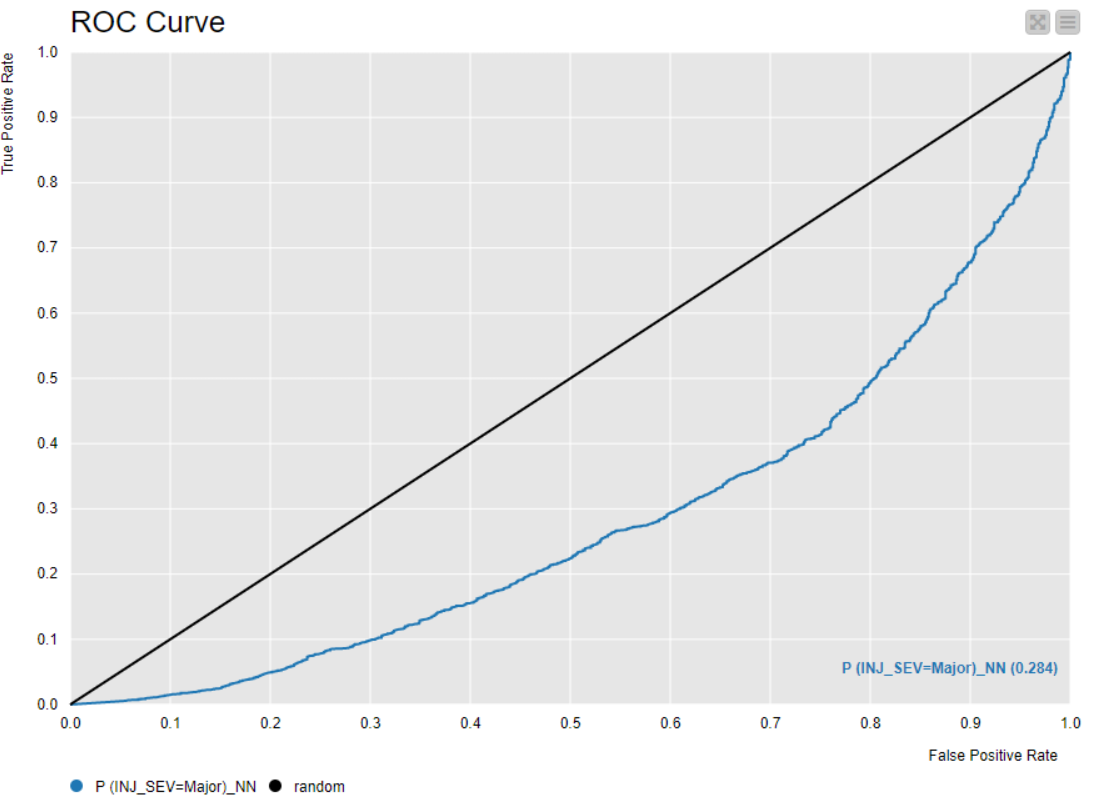 ROC Curve
True Positive Rate
1.0
0.9
0.8
0.7
0.6
0.5
0.4
0.3
0.2
0.1
0.0
P (INJ_SEV=Major)_NN (0.284)
0.0 0.1 0.2 0.3 0.4 0.5 0.6 0.7 0.8 0.9 1.0
False Positive Rate
P (INJ_SEV=Major)_NN random